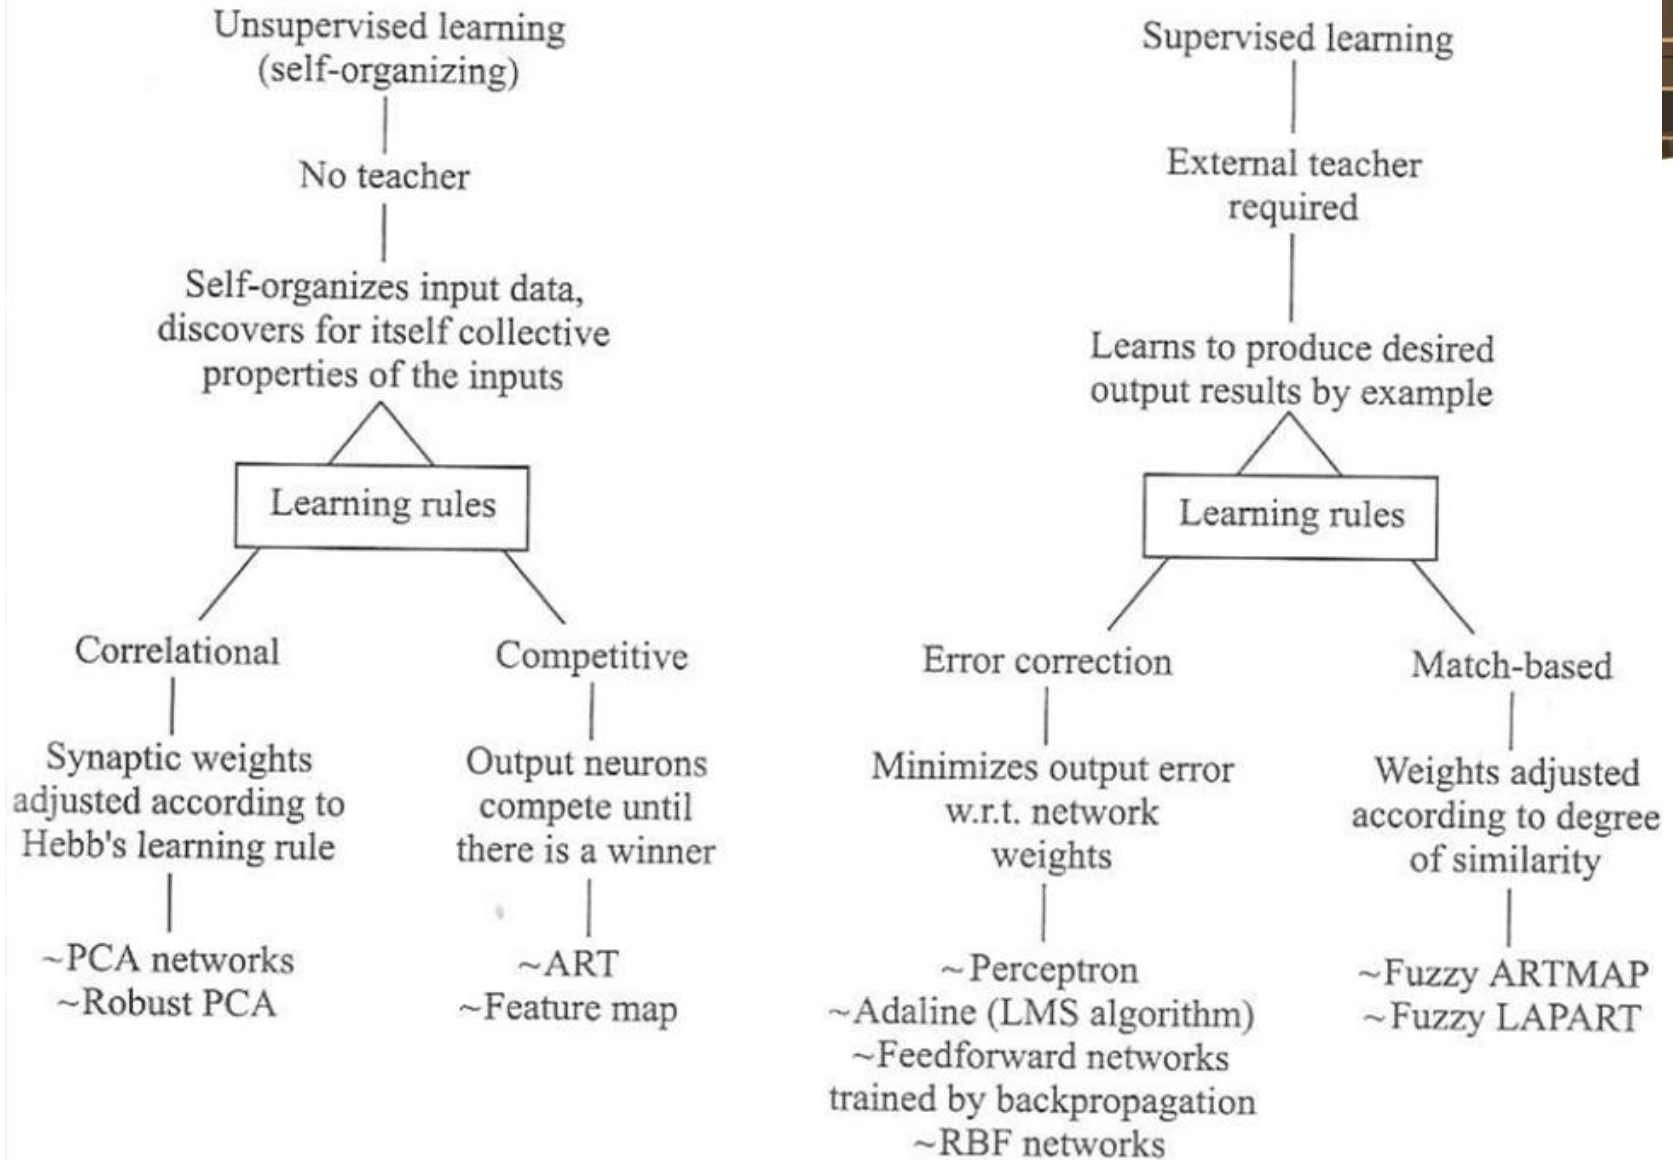 Unsupervised learning
(self-organizing)
No teacher
Self-organizes input data,
discovers for itself collective
properties of the inputs
Learning rules
Correlational
Synaptic weights
adjusted according to
Hebb's learning rule
~PCA networks
~Robust PCA
Competitive
Output neurons
compete until
there is a winner
~ART
~Feature map
Supervised learning
External teacher
required
Learns to produce desired
output results by example
Learning rules
Error correction
Minimizes output error
w.r.t. network
weights
~Perceptron
~Adaline (LMS algorithm)
~Feedforward networks
trained by backpropagation
~RBF networks
Match-based
Weights adjusted
according to degree
of similarity
~Fuzzy ARTMAP
~Fuzzy LAPART